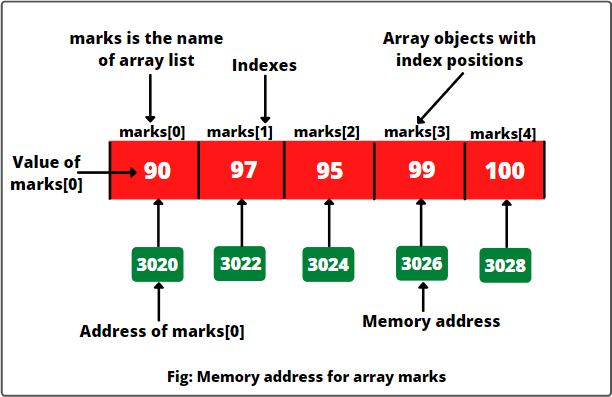 marks is the name
of array list
Indexes
Array objects with
index positions
marks[0] marks[1] marks[2] marks[3] marks[4]
Value of
marks[0]
90 97 95 99 100
3020 3022 3024 3026 3028
Address of marks[0]
Memory address
Fig: Memory address for array marks